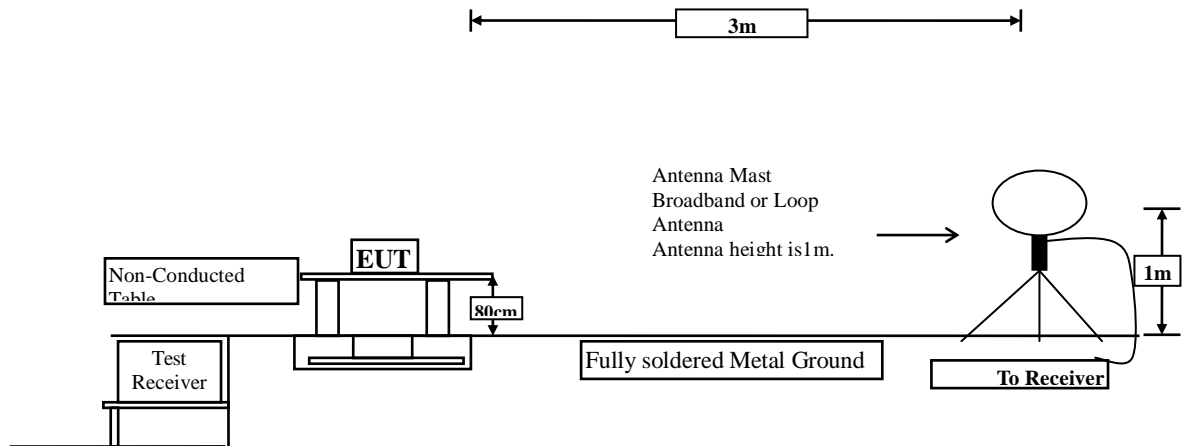 3m
Antenna Mast
Broadband or Loop
Antenna
Antenna height is1m.
EUT
Non-Conducted
Table
80cm
1m
Test
Receiver
Fully soldered Metal Ground
To Receiver